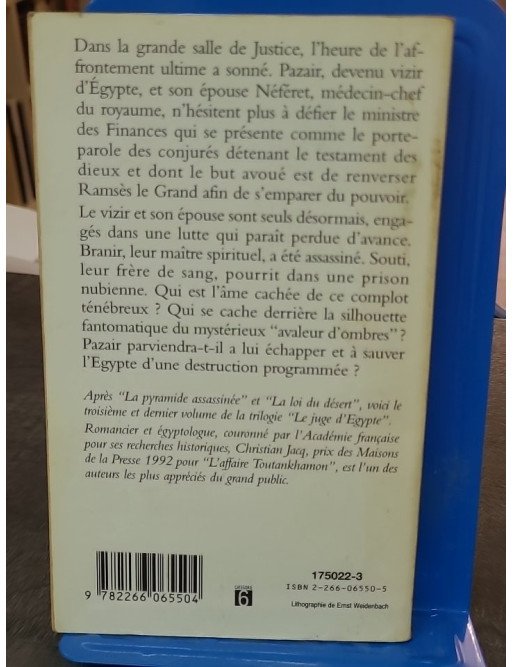 Dans la grande salle de Justice, l'heure de l'af-
frontement ultime a sonné. Pazair, devenu vizir
d'Égypte, et son épouse Néféret, médecin-chef
du royaume, n'hésitent plus à défier le ministre
des Finances qui se présente comme le porte-
parole des conjurés détenant le testament des
dieux et dont le but avoué est de renverser
Ramsès le Grand afin de s'emparer du pouvoir.
Le vizir et son épouse sont seuls désormais, enga-
gés dans une lutte qui paraît perdue d'avance.
Branir, leur maître spirituel, a été assassiné. Souti,
leur frère de sang, pourrit dans une prison
nubienne. Qui est l'âme cachée de ce complot
ténébreux ? Qui se cache derrière la silhouette
fantomatique du mystérieux "avaleur d'ombres" ?
Pazair parviendra-t-il a lui échapper et à sauver
l'Egypte d'une destruction programmée ?
Après "La pyramide assassinée" et "La loi du désert", voici le
troisième et dernier volume de la trilogie "Le juge d'Egypte".
Romancier et égyptologue, couronné par l'Académie française
pour ses recherches historiques, Christian Jacq, prix des Maisons
de la Presse 1992 pour "L'affaire Toutankhamon", est l'un des
auteurs les plus appréciés du grand public.
175022-3
ISBN 2-266-06550-5
9 782266 065504
CATÉGORIE
6
Lithographie de Ernst Weidenbach